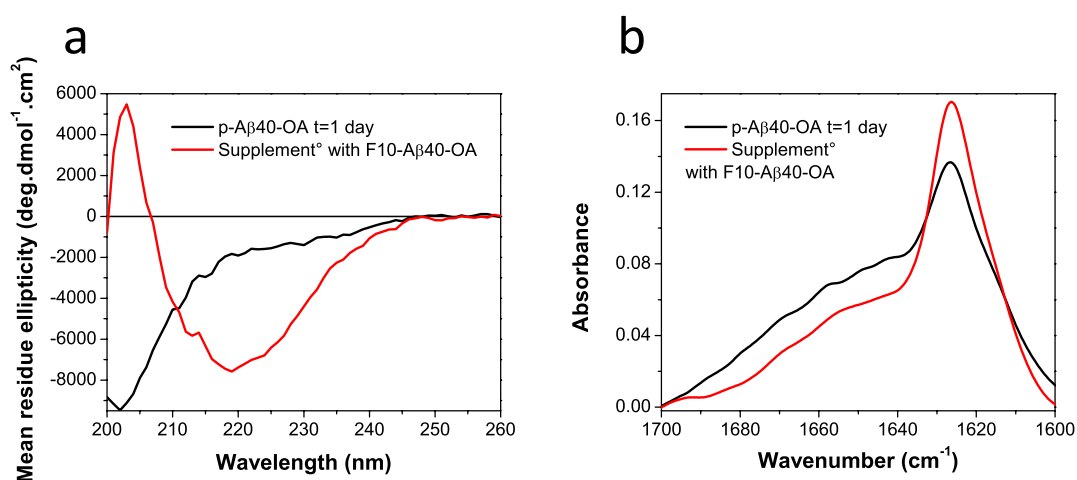 a
Mean residue ellipticity (deg.dmol⁻¹.cm²)
6000
4000
2000
0
-2000
-4000
-6000
-8000
p-Aβ40-OA t=1 day
Supplement° with F10-Aβ40-OA
200 210 220 230 240 250 260
Wavelength (nm)
b
Absorbance
0.16
0.12
0.08
0.04
0.00
p-Aβ40-OA t=1 day
Supplement°
with F10-Aβ40-OA
1700 1680 1660 1640 1620 1600
Wavenumber (cm⁻¹)